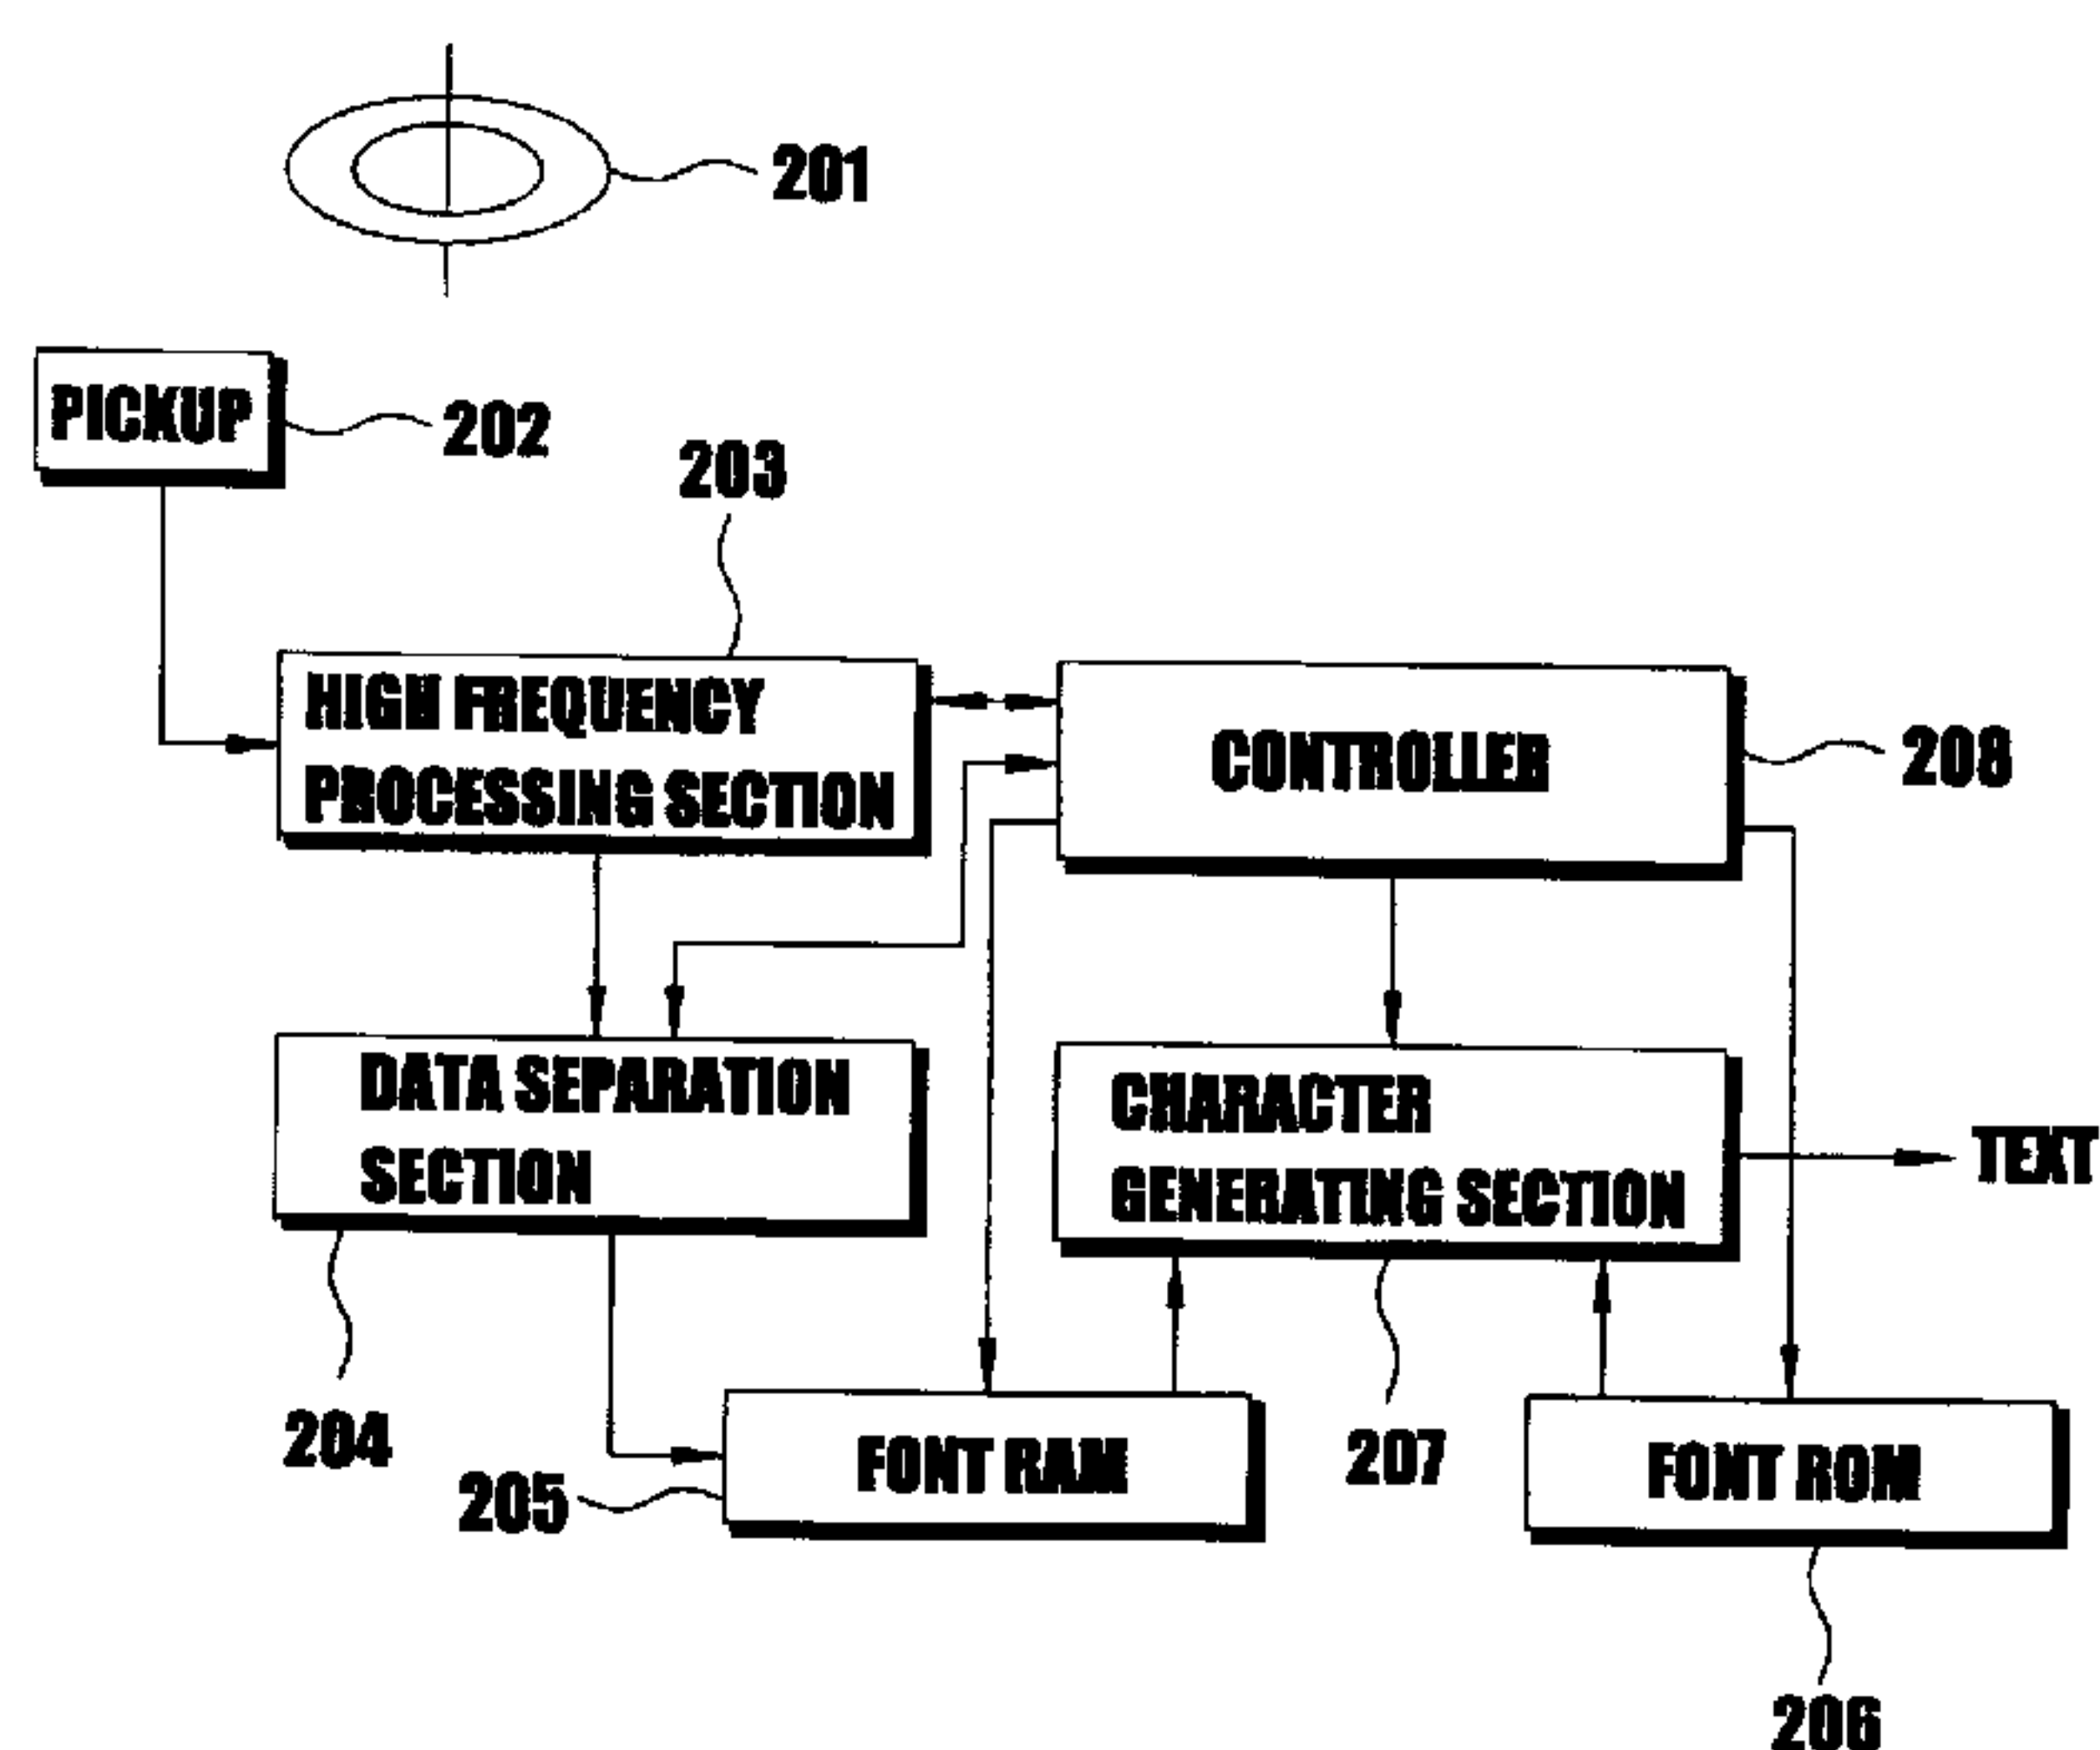 201
PICKUP
202
203
HIGH FREQUENCY
PROCESSING SECTION
CONTROLLER
208
DATA SEPARATION
SECTION
CHARACTER
GENERATING SECTION
TEXT
204
205
FONT RAM
207
FONT ROM
206